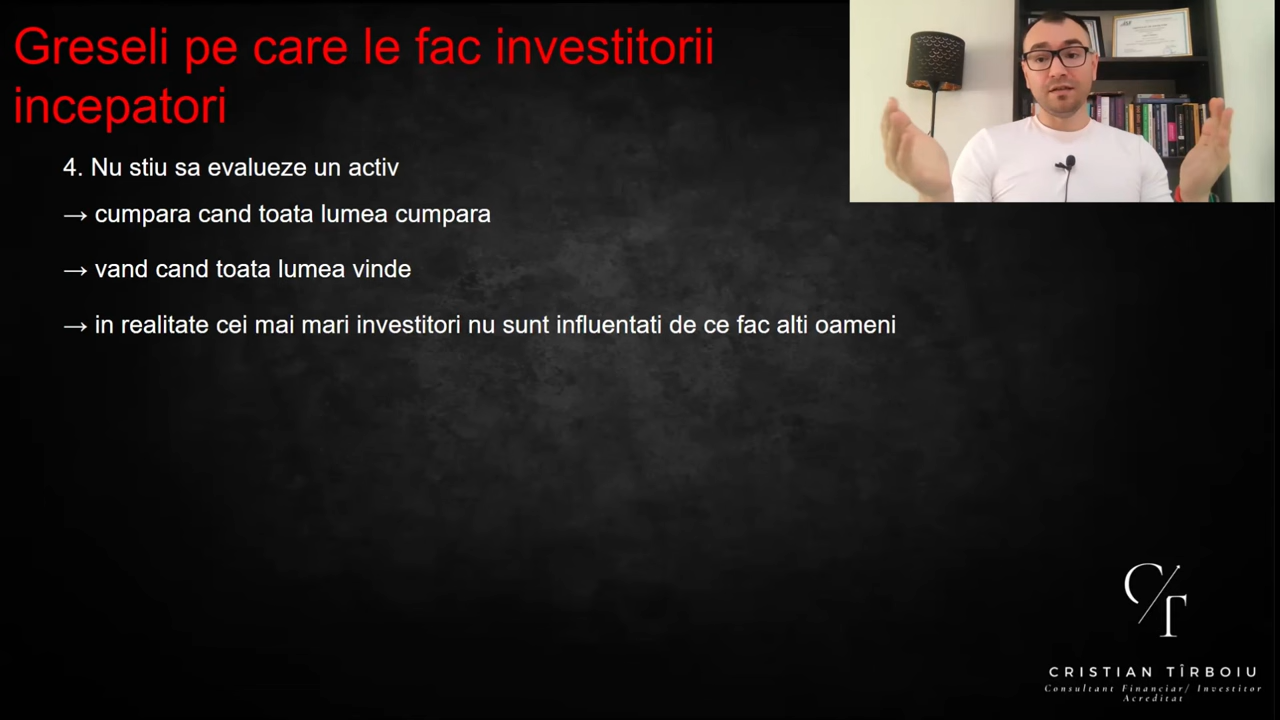 Greseli pe care le fac investitorii
incepatori
4. Nu stiu sa evalueze un activ
→ cumpara cand toata lumea cumpara
→ vand cand toata lumea vinde
→ in realitate cei mai mari investitori nu sunt influentati de ce fac alti oameni
CT
CRISTIAN TÎRBOIU
Consultant Financiar/ Investitor
Acreditat